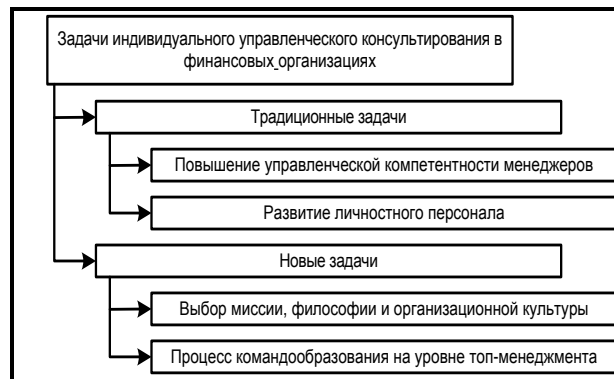 Задачи индивидуального управленческого консультирования в
финансовых организациях
Традиционные задачи
Повышение управленческой компетентности менеджеров
Развитие личностного персонала
Новые задачи
Выбор миссии, философии и организационной культуры
Процесс командообразования на уровне топ-менеджмента